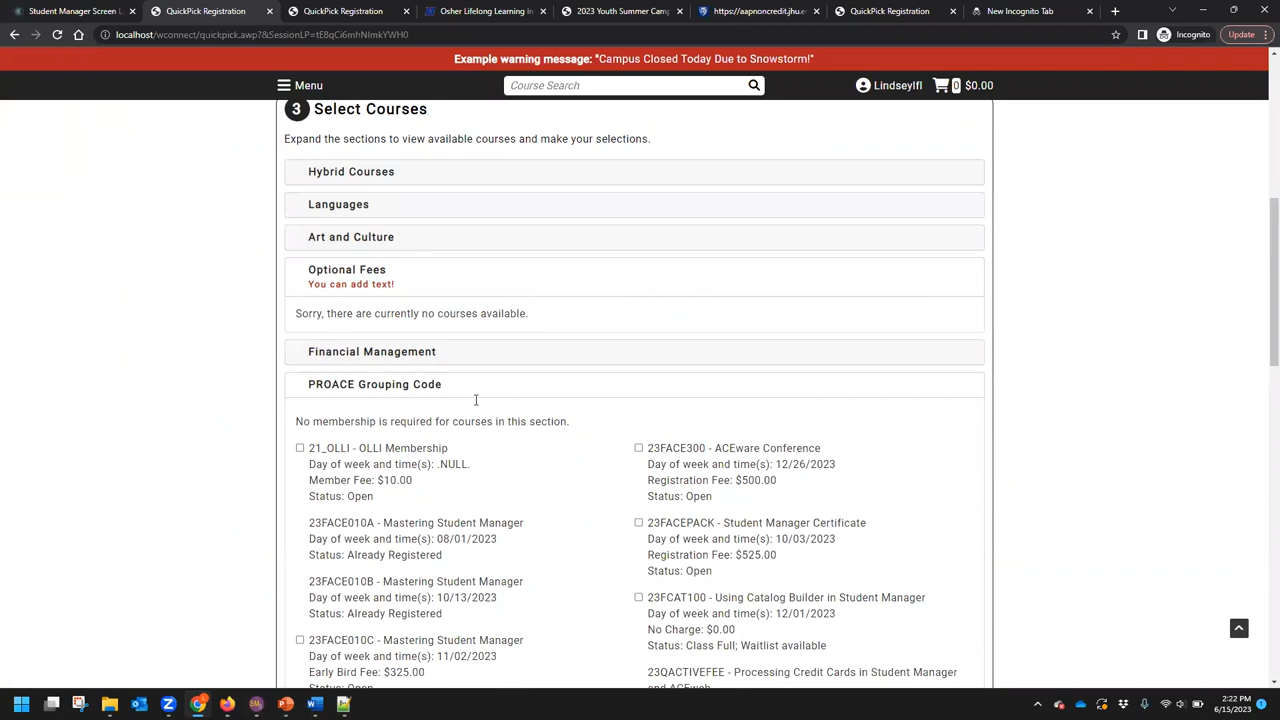 Student Manager Screen L
QuickPick Registration
QuickPick Registration
Osher Lifelong Learning In
2023 Youth Summer Camp
QuickPick Registration
New Incognito Tab
localhost/wconnect/quickpick.awp?&SessionLP=tE8qCi6mhNImkYWH0
Incognito
Update
Example warning message: "Campus Closed Today Due to Snowstorm!"
Menu
Course Search
Lindseylfl
0
$0.00
3 Select Courses
Expand the sections to view available courses and make your selections.
Hybrid Courses
Languages
Art and Culture
Optional Fees
You can add text!
Sorry, there are currently no courses available.
Financial Management
PROACE Grouping Code
No membership is required for courses in this section.
21_OLLI - OLLI Membership
Day of week and time(s): .NULL.
Member Fee: $10.00
Status: Open
23FACE010A - Mastering Student Manager
Day of week and time(s): 08/01/2023
Status: Already Registered
23FACE010B - Mastering Student Manager
Day of week and time(s): 10/13/2023
Status: Already Registered
23FACE010C - Mastering Student Manager
Day of week and time(s): 11/02/2023
Early Bird Fee: $325.00
Status: Open
23FACE300 - ACEware Conference
Day of week and time(s): 12/26/2023
Registration Fee: $500.00
Status: Open
23FACEPACK - Student Manager Certificate
Day of week and time(s): 10/03/2023
Registration Fee: $525.00
Status: Open
23FCAT100 - Using Catalog Builder in Student Manager
Day of week and time(s): 12/01/2023
No Charge: $0.00
Status: Class Full; Waitlist available
23QACTIVEFEE - Processing Credit Cards in Student Manager
and ACEweb
2:22 PM
6/15/2023